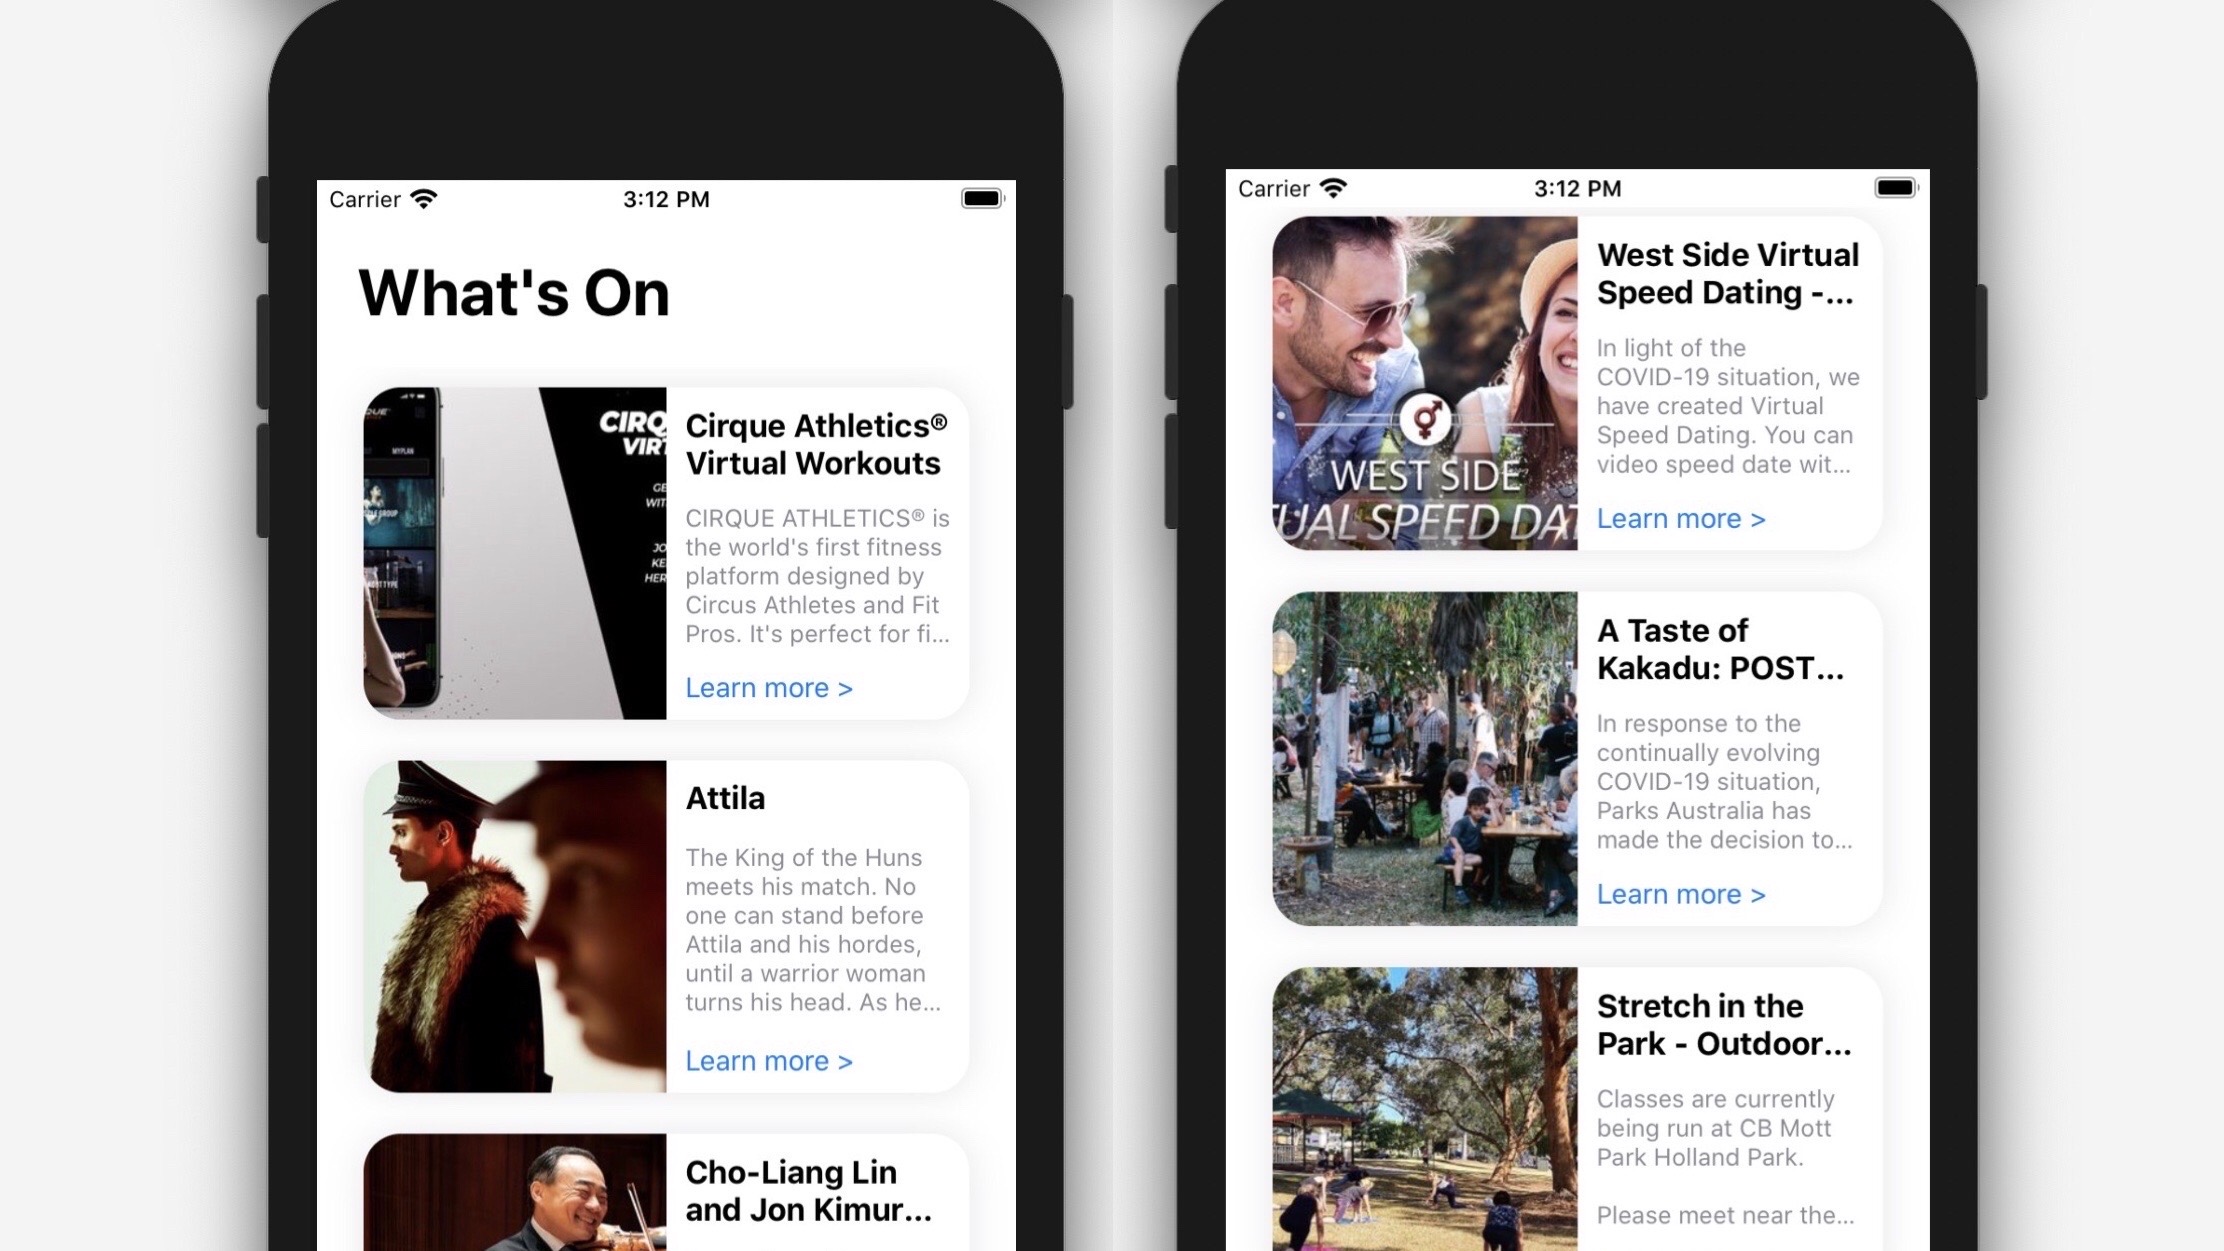 Carrier
3:12 PM
What's On
CIRQ
VIR
MYPLAN
Cirque Athletics®
Virtual Workouts
CIRQUE ATHLETICS® is
the world's first fitness
platform designed by
Circus Athletes and Fit
Pros. It's perfect for fi...
Learn more >
Attila
The King of the Huns
meets his match. No
one can stand before
Attila and his hordes,
until a warrior woman
turns his head. As he...
Learn more >
Cho-Liang Lin
and Jon Kimur...
Carrier
3:12 PM
WEST SIDE
TUAL SPEED DAT
West Side Virtual
Speed Dating -...
In light of the
COVID-19 situation, we
have created Virtual
Speed Dating. You can
video speed date wit...
Learn more >
A Taste of
Kakadu: POST...
In response to the
continually evolving
COVID-19 situation,
Parks Australia has
made the decision to...
Learn more >
Stretch in the
Park - Outdoor...
Classes are currently
being run at CB Mott
Park Holland Park.
Please meet near the...